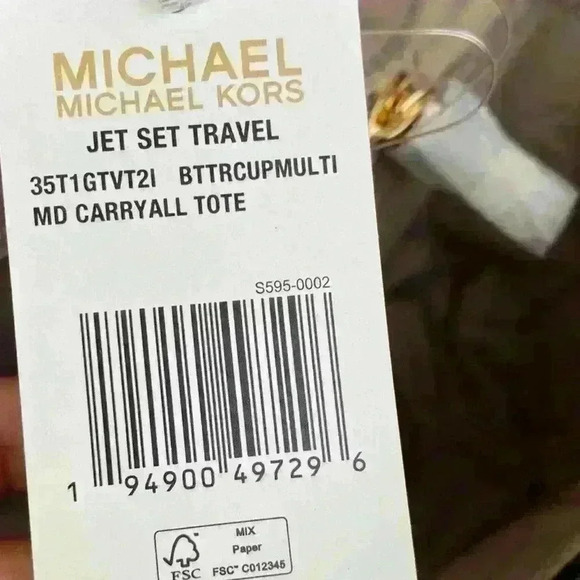 MICHAEL
MICHAEL KORS
JET SET TRAVEL
35T1GTVT2I BTTRCUPMULTI
MD CARRYALL TOTE
S595-0002
1 94900 49729 6
MIX
Paper
FSC
FSC™ C012345